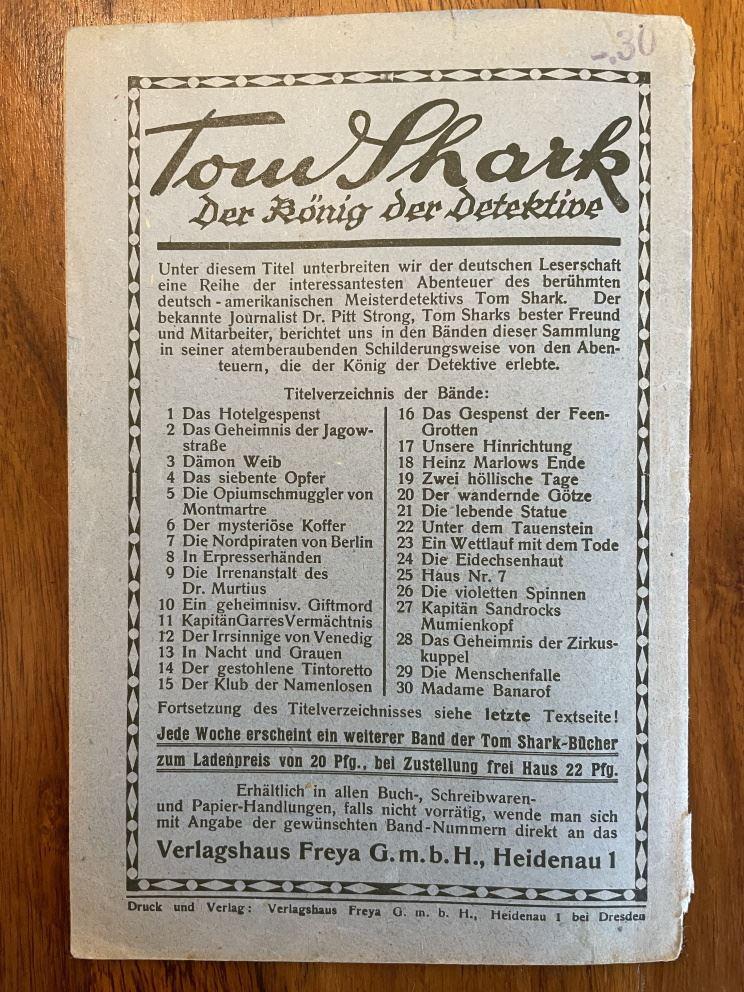 -.30
Tom Shark
Der König der Detektive
Unter diesem Titel unterbreiten wir der deutschen Leserschaft
eine Reihe der interessantesten Abenteuer des berühmten
deutsch-amerikanischen Meisterdetektivs Tom Shark. Der
bekannte Journalist Dr. Pitt Strong, Tom Sharks bester Freund
und Mitarbeiter, berichtet uns in den Bänden dieser Sammlung
in seiner atemberaubenden Schilderungsweise von den Aben-
teuern, die der König der Detektive erlebte.
Titelverzeichnis der Bände:
1 Das Hotelgespenst
2 Das Geheimnis der Jagow-
straße
3 Dämon Weib
4 Das siebente Opfer
5 Die Opiumschmuggler von
Montmartre
6 Der mysteriöse Koffer
7 Die Nordpiraten von Berlin
8 In Erpresserhänden
9 Die Irrenanstalt des
Dr. Murtius
10 Ein geheimnisv. Giftmord
11 Kapitän Garres Vermächtnis
12 Der Irrsinnige von Venedig
13 In Nacht und Grauen
14 Der gestohlene Tintoretto
15 Der Klub der Namenlosen
16 Das Gespenst der Feen-
Grotten
17 Unsere Hinrichtung
18 Heinz Marlows Ende
19 Zwei höllische Tage
20 Der wandernde Götze
21 Die lebende Statue
22 Unter dem Tauenstein
23 Ein Wettlauf mit dem Tode
24 Die Eidechsenhaut
25 Haus Nr. 7
26 Die violetten Spinnen
27 Kapitän Sandrocks
Mumienkopf
28 Das Geheimnis der Zirkus-
kuppel
29 Die Menschenfalle
30 Madame Banarof
Fortsetzung des Titelverzeichnisses siehe letzte Textseite!
Jede Woche erscheint ein weiterer Band der Tom Shark-Bücher
zum Ladenpreis von 20 Pfg., bei Zustellung frei Haus 22 Pfg.
Erhältlich in allen Buch-, Schreibwaren-
und Papier-Handlungen, falls nicht vorrätig, wende man sich
mit Angabe der gewünschten Band-Nummern direkt an das
Verlagshaus Freya G.m.b.H., Heidenau 1
Druck und Verlag: Verlagshaus Freya G. m. b. H., Heidenau 1 bei Dresden